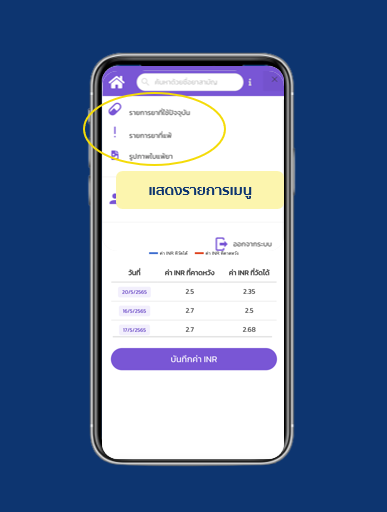 ค้นหาด้วยชื่อยาสามัญ
i
×
รายการยาที่ใช้ปัจจุบัน
รายการยาที่แพ้
รูปภาพใบแพ้ยา
แสดงรายการเมนู
ออกจากระบบ
ค่า INR ที่วัดได้ ค่า INR ที่คาดหวัง
วันที่ ค่า INR ที่คาดหวัง ค่า INR ที่วัดได้
20/5/2565 2.5 2.35
16/5/2565 2.7 2.5
17/5/2565 2.7 2.68
บันทึกค่า INR